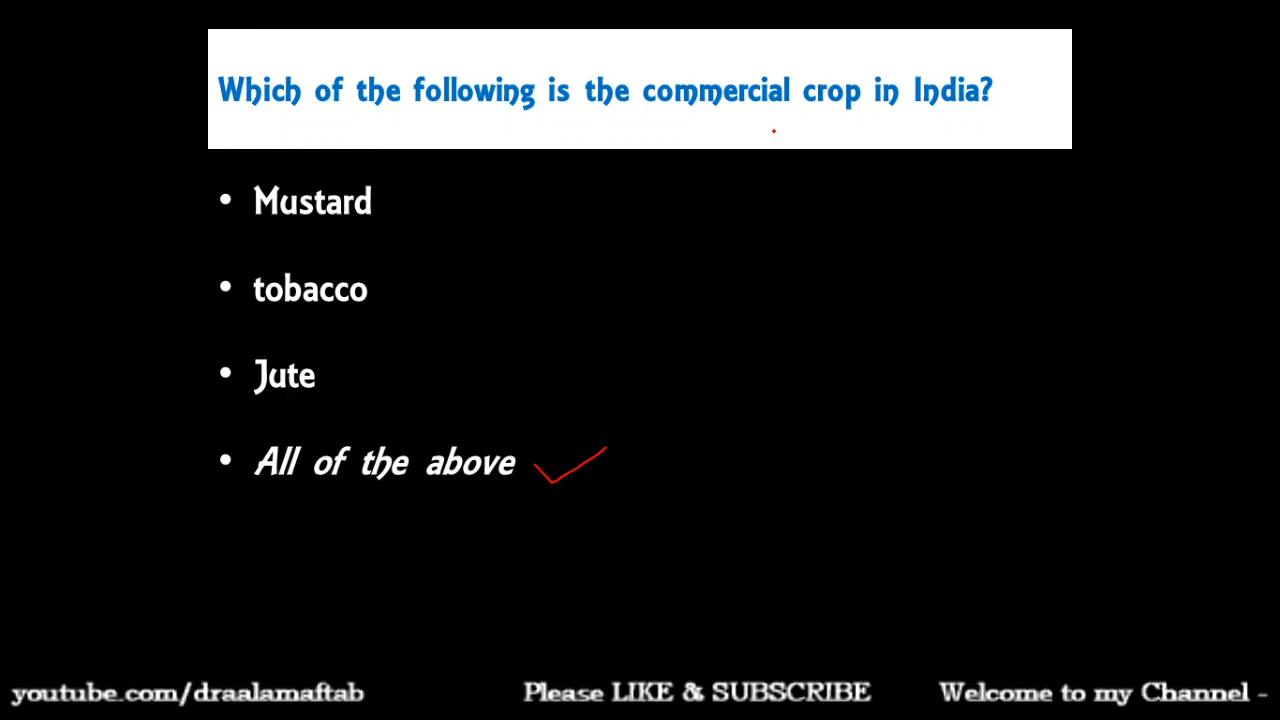 Which of the following is the commercial crop in India?
• Mustard
• tobacco
• Jute
• All of the above
youtube.com/draalamaftab Please LIKE & SUBSCRIBE Welcome to my Channel -